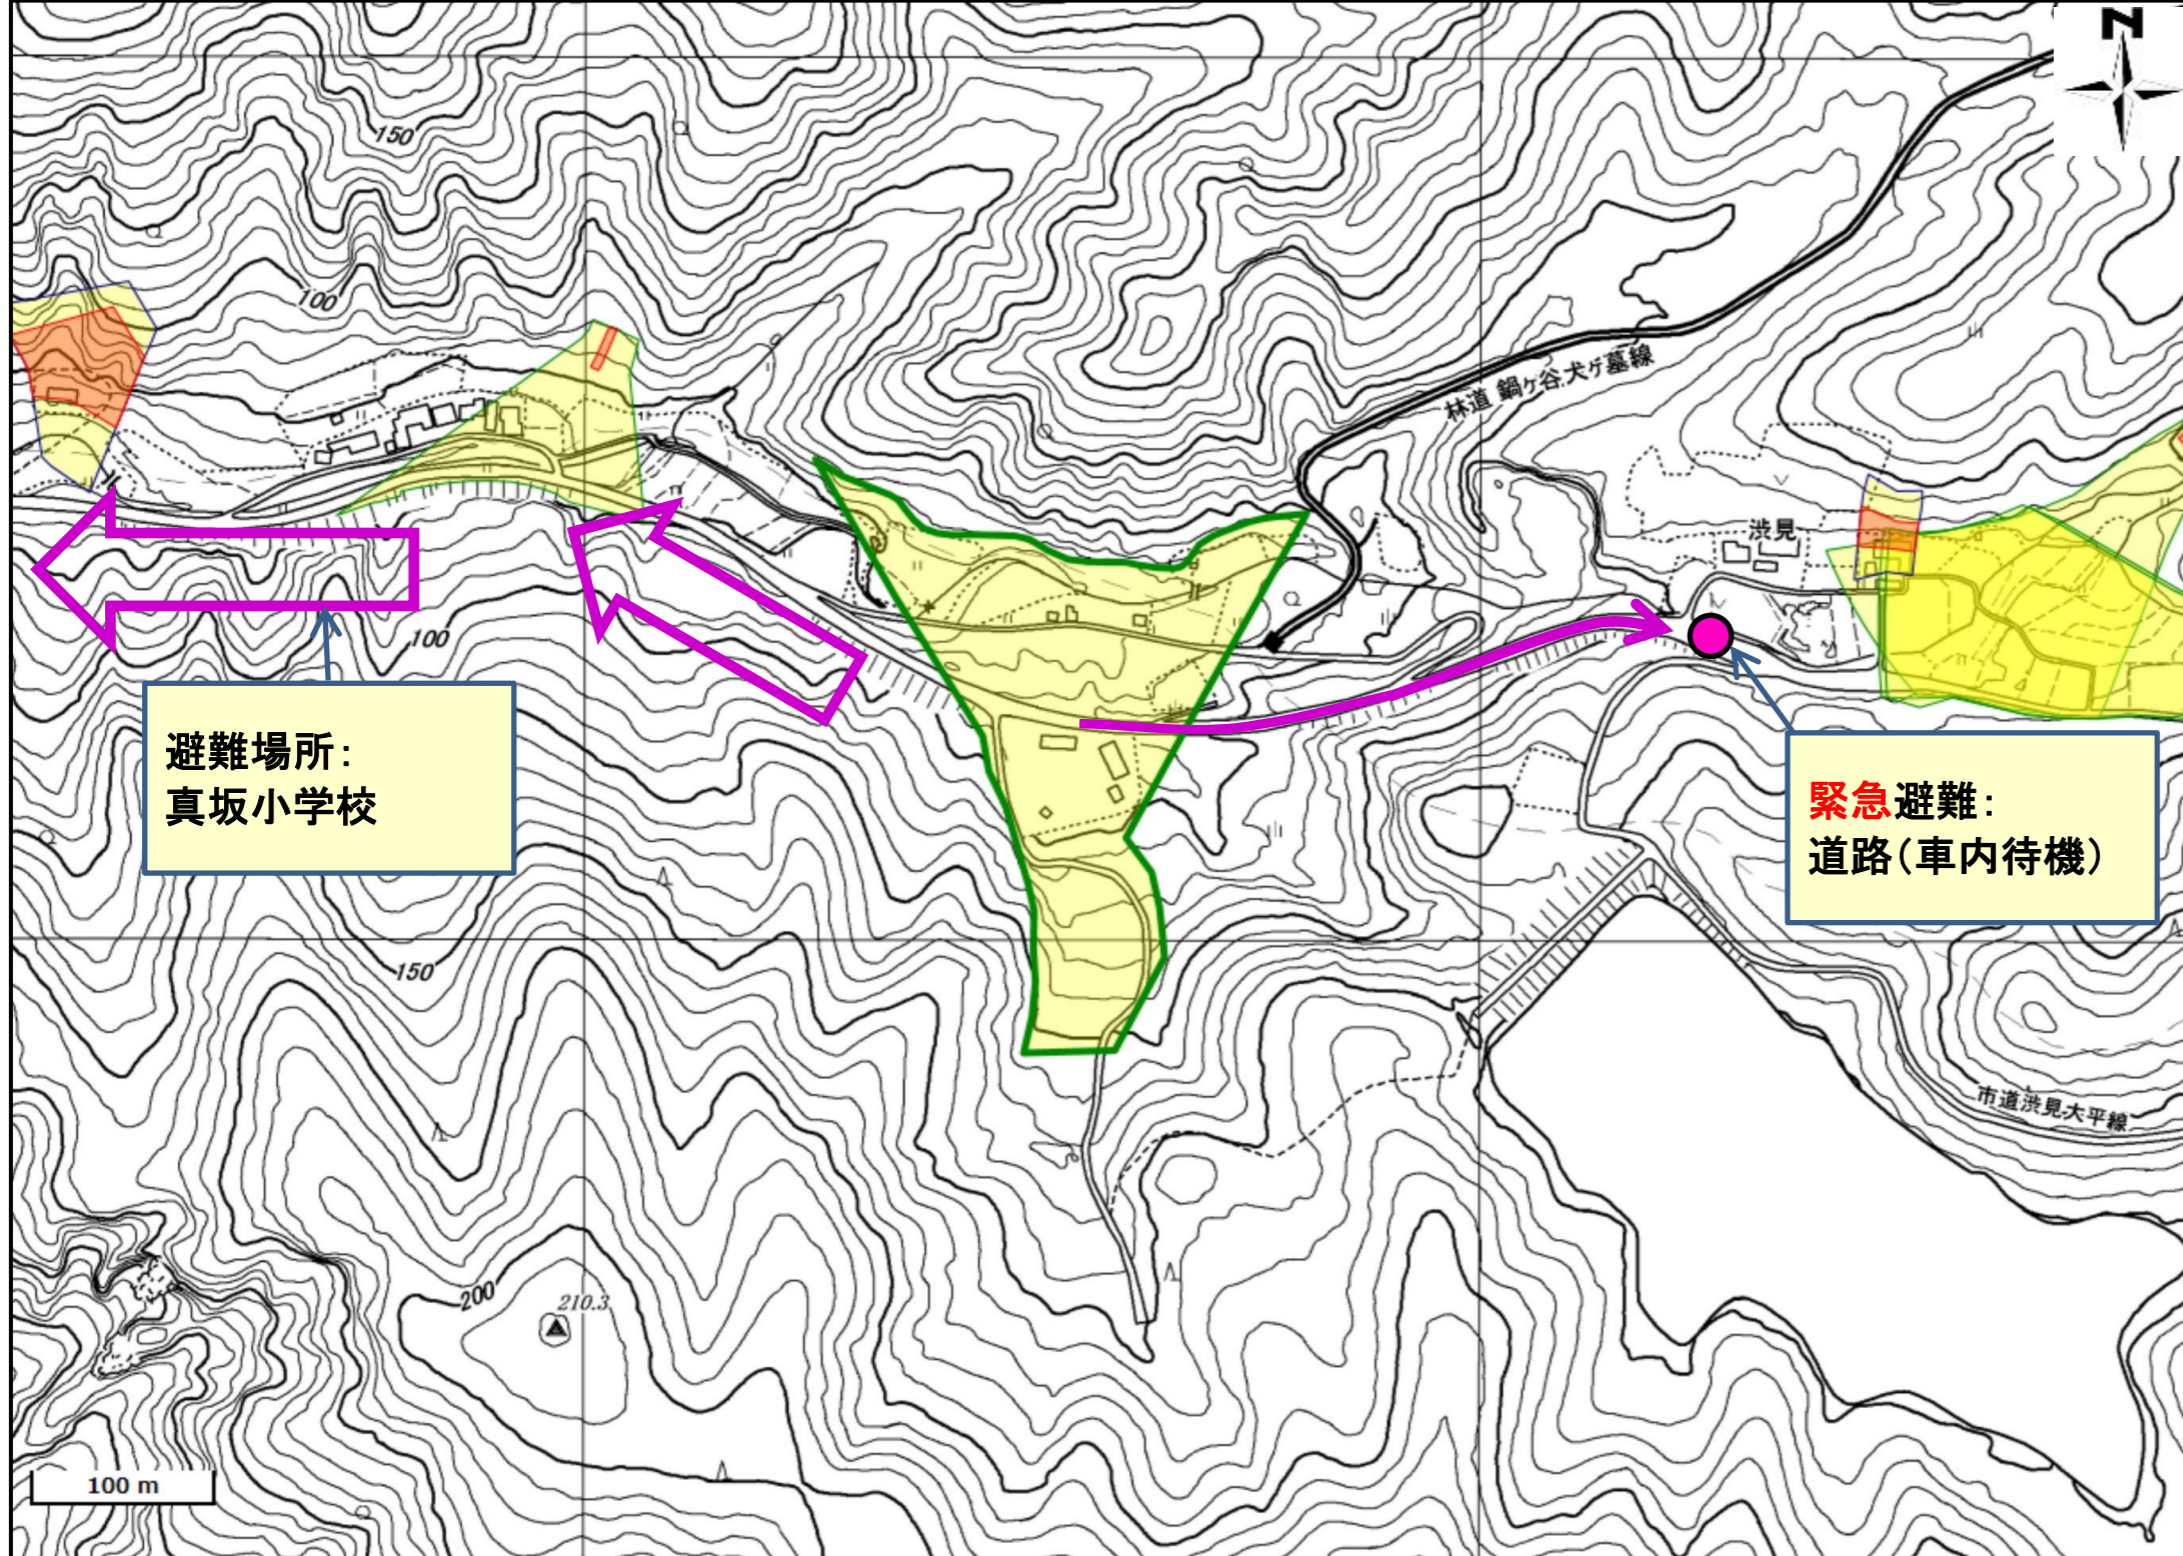 N
150
100
林道 鍋ヶ谷犬ヶ墓線
渋見
100
避難場所：
真坂小学校
緊急避難：
道路（車内待機）
150
市道渋見大平線
200
210.3
100 m